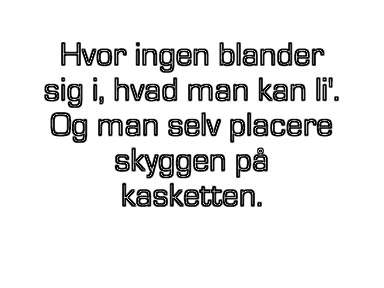 Hvor ingen blander
sig i, hvad man kan li'.
Og man selv placere
skyggen på
kasketten.